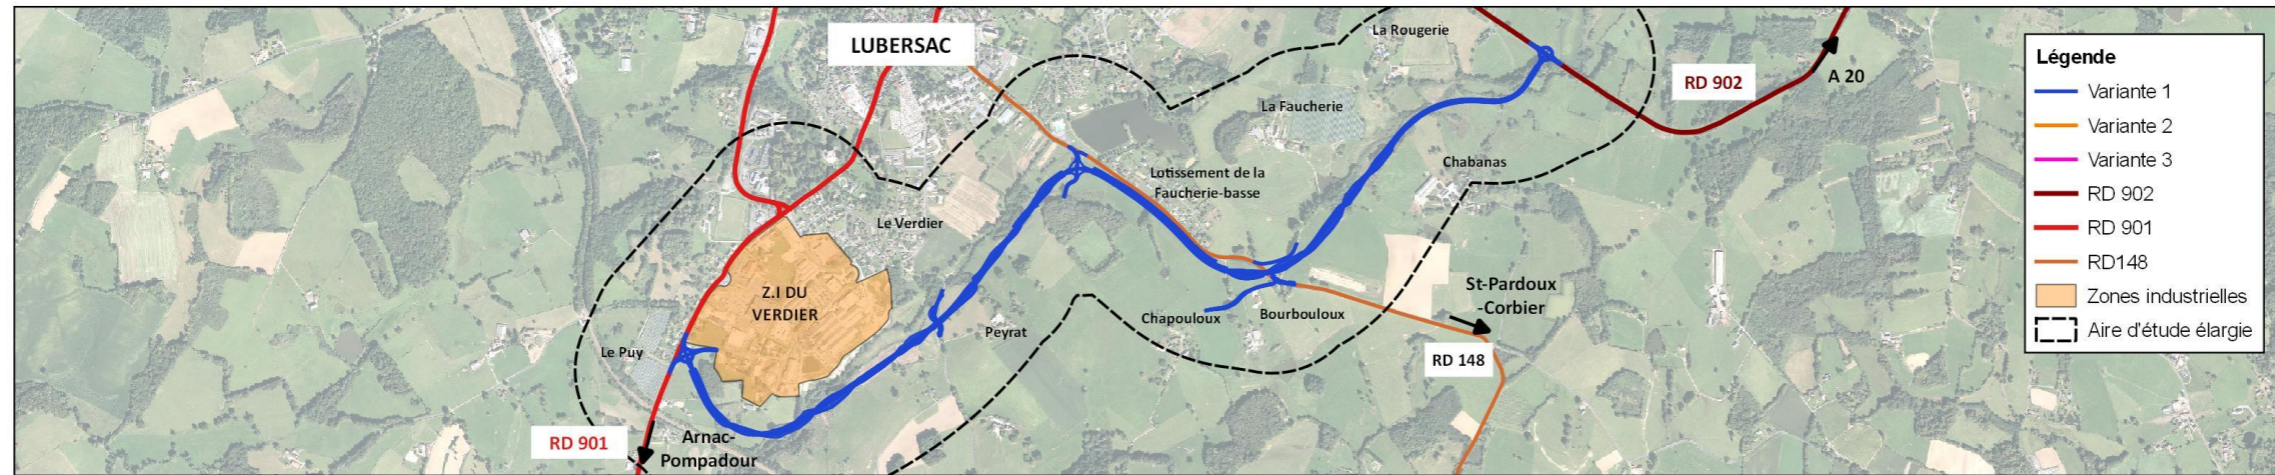 LUBERSAC
La Rougerie
RD 902
A 20
La Faucherie
Chabanas
Lotissement de la
Faucherie-basse
Le Verdier
Z.I DU
VERDIER
Le Puy
Peyrat
Chapouloux
Bourbouloux
St-Pardoux
-Corbier
RD 148
RD 901
Arnac-
Pompadour
Légende
Variante 1
Variante 2
Variante 3
RD 902
RD 901
RD148
Zones industrielles
Aire d'étude élargie